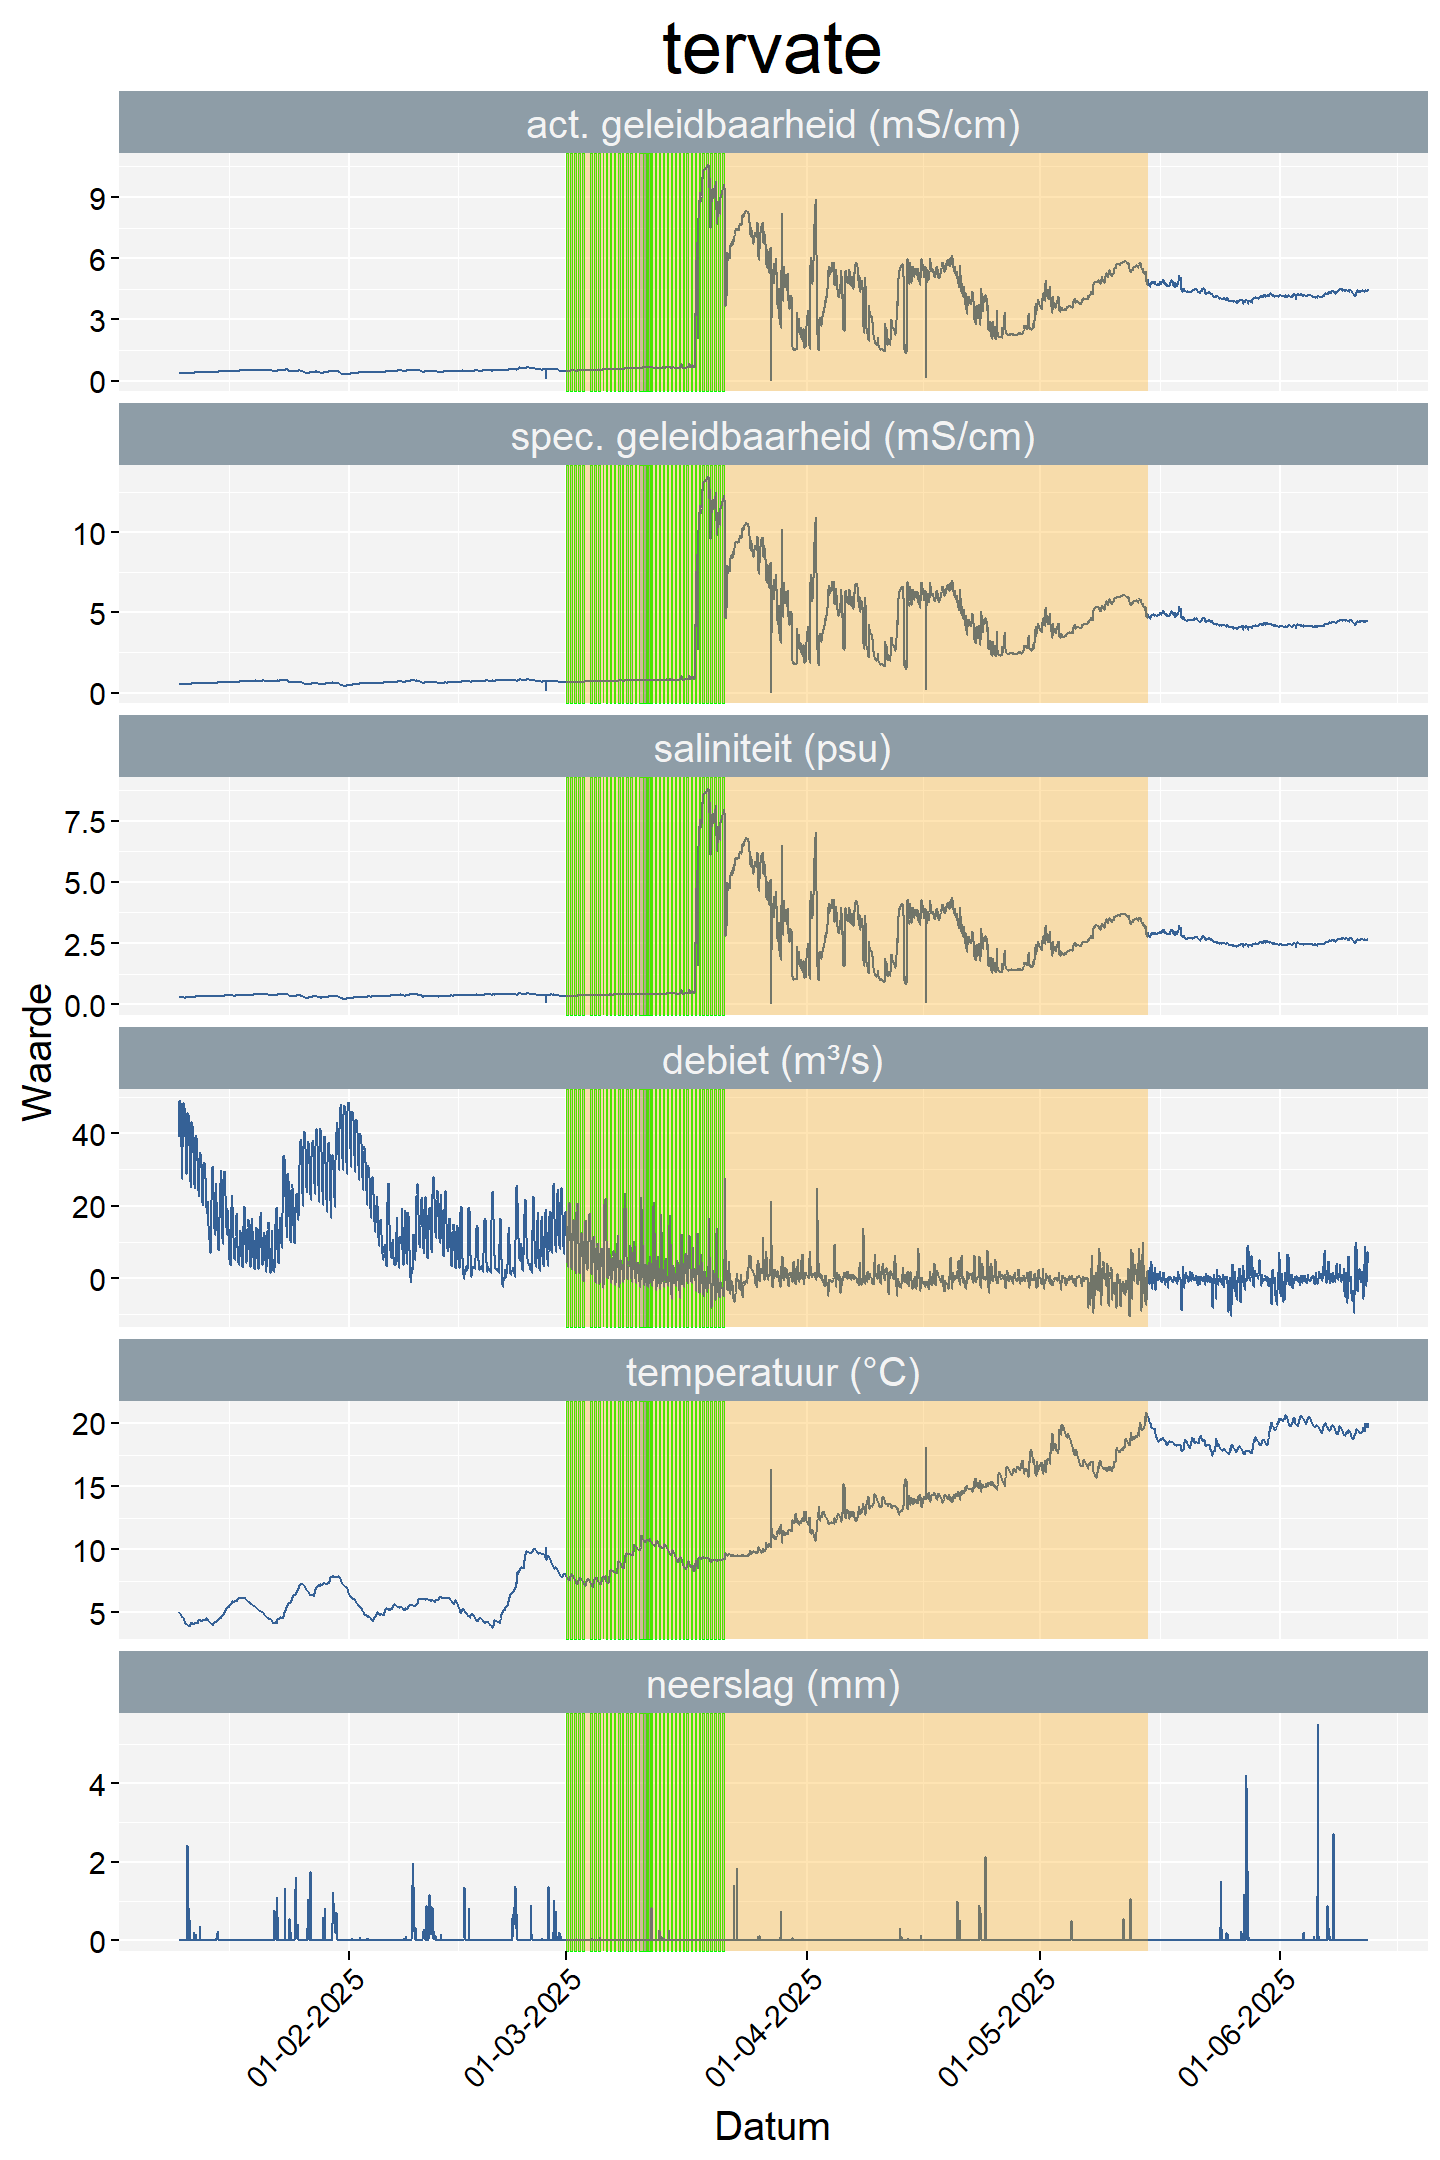 tervate
act. geleidbaarheid (mS/cm)
9
6
3
0
spec. geleidbaarheid (mS/cm)
10
5
0
saliniteit (psu)
7.5
5.0
2.5
0.0
Waarde
debiet (m³/s)
40
20
0
temperatuur (°C)
20
15
10
5
neerslag (mm)
4
2
0
01-02-2025
01-03-2025
01-04-2025
01-05-2025
01-06-2025
Datum